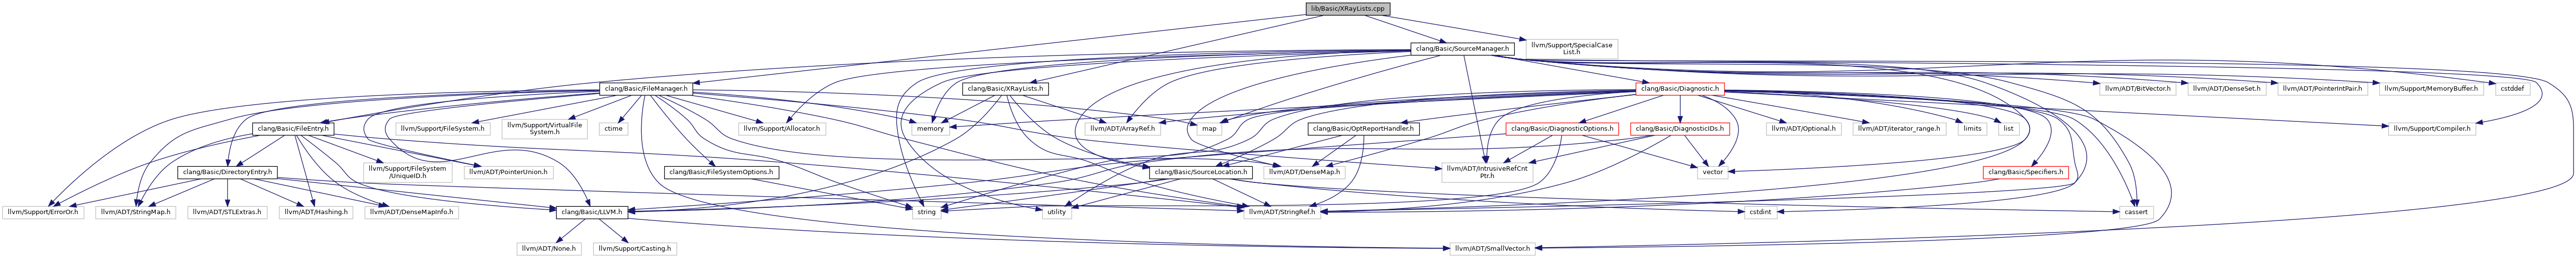 lib/Basic/XRayLists.cpp
clang/Basic/SourceManager.h
llvm/Support/SpecialCase
List.h
clang/Basic/FileManager.h
clang/Basic/XRayLists.h
clang/Basic/Diagnostic.h
llvm/ADT/BitVector.h
llvm/ADT/DenseSet.h
llvm/ADT/PointerIntPair.h
llvm/Support/MemoryBuffer.h
cstddef
clang/Basic/FileEntry.h
llvm/Support/FileSystem.h
llvm/Support/VirtualFile
System.h
ctime
llvm/Support/Allocator.h
memory
llvm/ADT/ArrayRef.h
map
clang/Basic/OptReportHandler.h
clang/Basic/DiagnosticOptions.h
clang/Basic/DiagnosticIDs.h
llvm/ADT/Optional.h
llvm/ADT/iterator_range.h
limits
list
llvm/Support/Compiler.h
clang/Basic/DirectoryEntry.h
llvm/Support/FileSystem
/UniqueID.h
llvm/ADT/PointerUnion.h
clang/Basic/FileSystemOptions.h
clang/Basic/SourceLocation.h
llvm/ADT/DenseMap.h
llvm/ADT/IntrusiveRefCnt
Ptr.h
vector
clang/Basic/Specifiers.h
llvm/Support/ErrorOr.h
llvm/ADT/StringMap.h
llvm/ADT/STLExtras.h
llvm/ADT/Hashing.h
llvm/ADT/DenseMapInfo.h
clang/Basic/LLVM.h
string
utility
llvm/ADT/StringRef.h
cstdint
cassert
llvm/ADT/None.h
llvm/Support/Casting.h
llvm/ADT/SmallVector.h